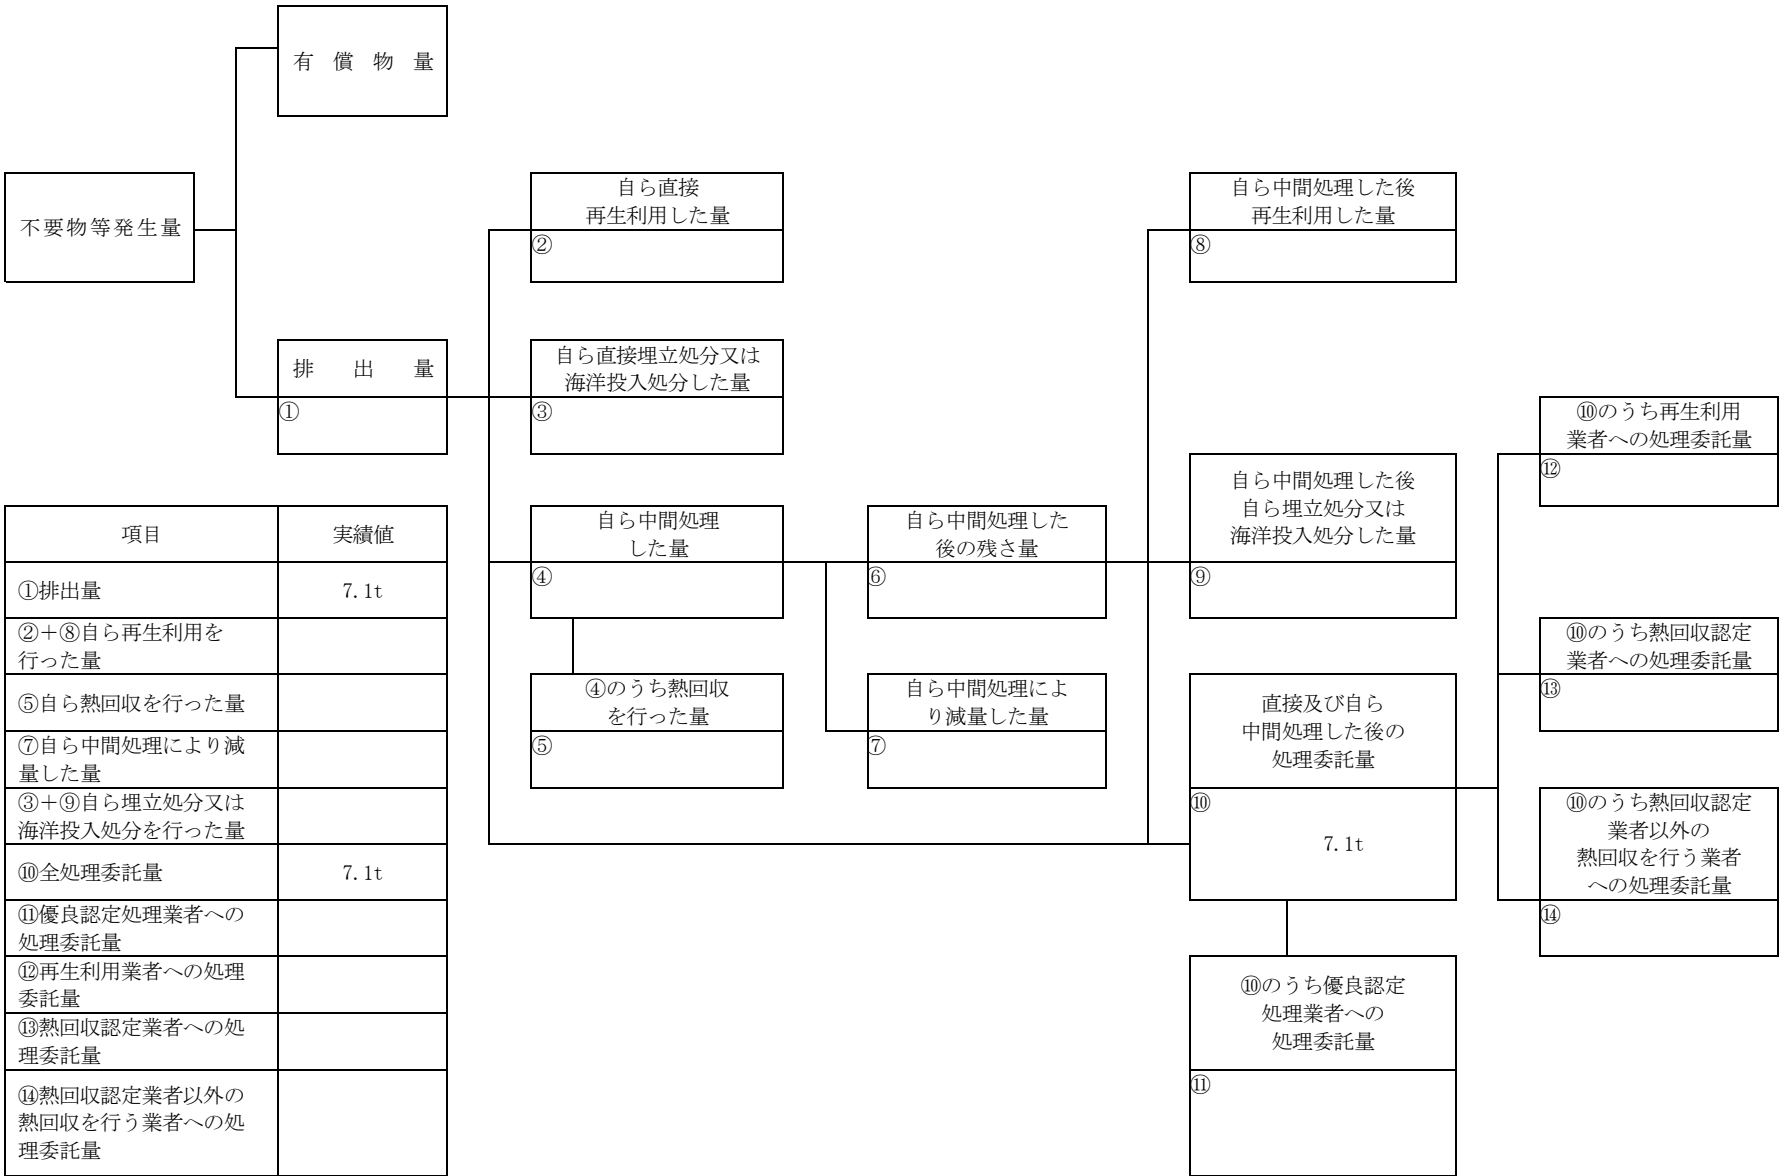 有償物量
不要物等発生量
排出量
①
自ら直接
再生利用した量
②
自ら直接埋立処分又は
海洋投入処分した量
③
自ら中間処理
した量
④
④のうち熱回収
を行った量
⑤
自ら中間処理した
後の残さ量
⑥
自ら中間処理によ
り減量した量
⑦
自ら中間処理した後
再生利用した量
⑧
自ら中間処理した後
自ら埋立処分又は
海洋投入処分した量
⑨
直接及び自ら
中間処理した後の
処理委託量
⑩
7.1t
⑩のうち優良認定
処理業者への
処理委託量
⑪
⑩のうち再生利用
業者への処理委託量
⑫
⑩のうち熱回収認定
業者への処理委託量
⑬
⑩のうち熱回収認定
業者以外の
熱回収を行う業者
への処理委託量
⑭
項目 実績値
①排出量 7.1t
②+⑧自ら再生利用を
行った量
⑤自ら熱回収を行った量
⑦自ら中間処理により減
量した量
③+⑨自ら埋立処分又は
海洋投入処分を行った量
⑩全処理委託量 7.1t
⑪優良認定処理業者への
処理委託量
⑫再生利用業者への処理
委託量
⑬熱回収認定業者への処
理委託量
⑭熱回収認定業者以外の
熱回収を行う業者への処
理委託量